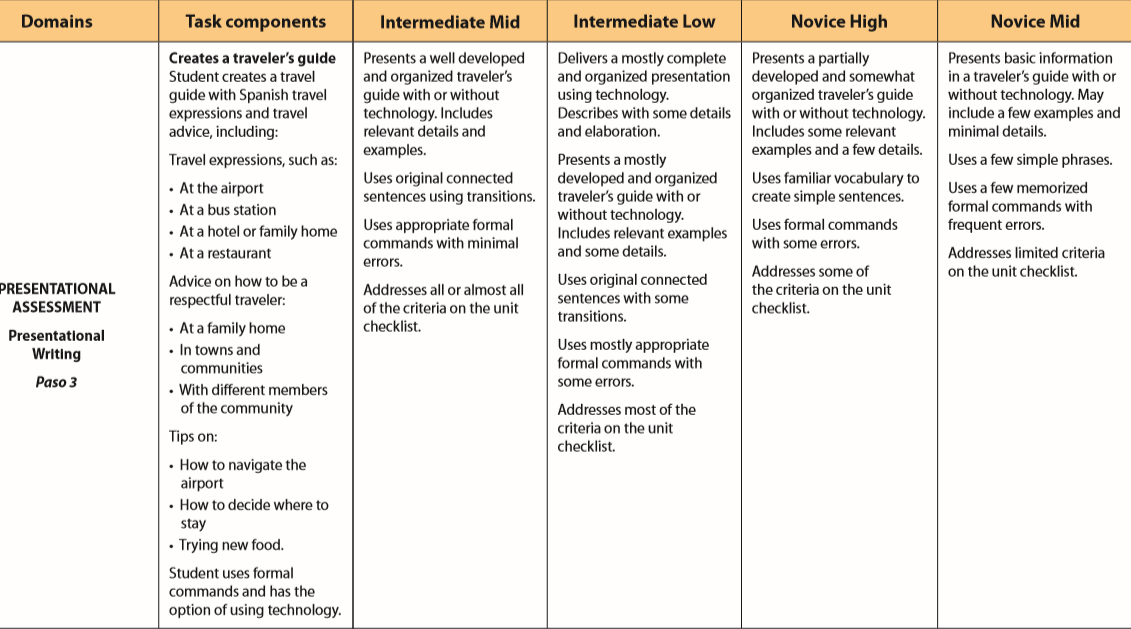 Domains
Task components
Intermediate Mid
Intermediate Low
Novice High
Novice Mid
PRESENTATIONAL
ASSESSMENT
Presentational
Writing
Paso 3
Creates a traveler's guide
Student creates a travel
guide with Spanish travel
expressions and travel
advice, including:
Travel expressions, such as:
• At the airport
• At a bus station
• At a hotel or family home
• At a restaurant
Advice on how to be a
respectful traveler:
• At a family home
• In towns and
communities
• With different members
of the community
Tips on:
• How to navigate the
airport
• How to decide where to
stay
• Trying new food.
Student uses formal
commands and has the
option of using technology.
Presents a well developed
and organized traveler's
guide with or without
technology. Includes
relevant details and
examples.
Uses original connected
sentences using transitions.
Uses appropriate formal
commands with minimal
errors.
Addresses all or almost all
of the criteria on the unit
checklist.
Delivers a mostly complete
and organized presentation
using technology.
Describes with some details
and elaboration.
Presents a mostly
developed and organized
traveler's guide with or
without technology.
Includes relevant examples
and some details.
Uses original connected
sentences with some
transitions.
Uses mostly appropriate
formal commands with
some errors.
Addresses most of the
criteria on the unit
checklist.
Presents a partially
developed and somewhat
organized traveler's guide
with or without technology.
Includes some relevant
examples and a few details.
Uses familiar vocabulary to
create simple sentences.
Uses formal commands
with some errors.
Addresses some of
the criteria on the unit
checklist.
Presents basic information
in a traveler's guide with or
without technology. May
include a few examples and
minimal details.
Uses a few simple phrases.
Uses a few memorized
formal commands with
frequent errors.
Addresses limited criteria
on the unit checklist.